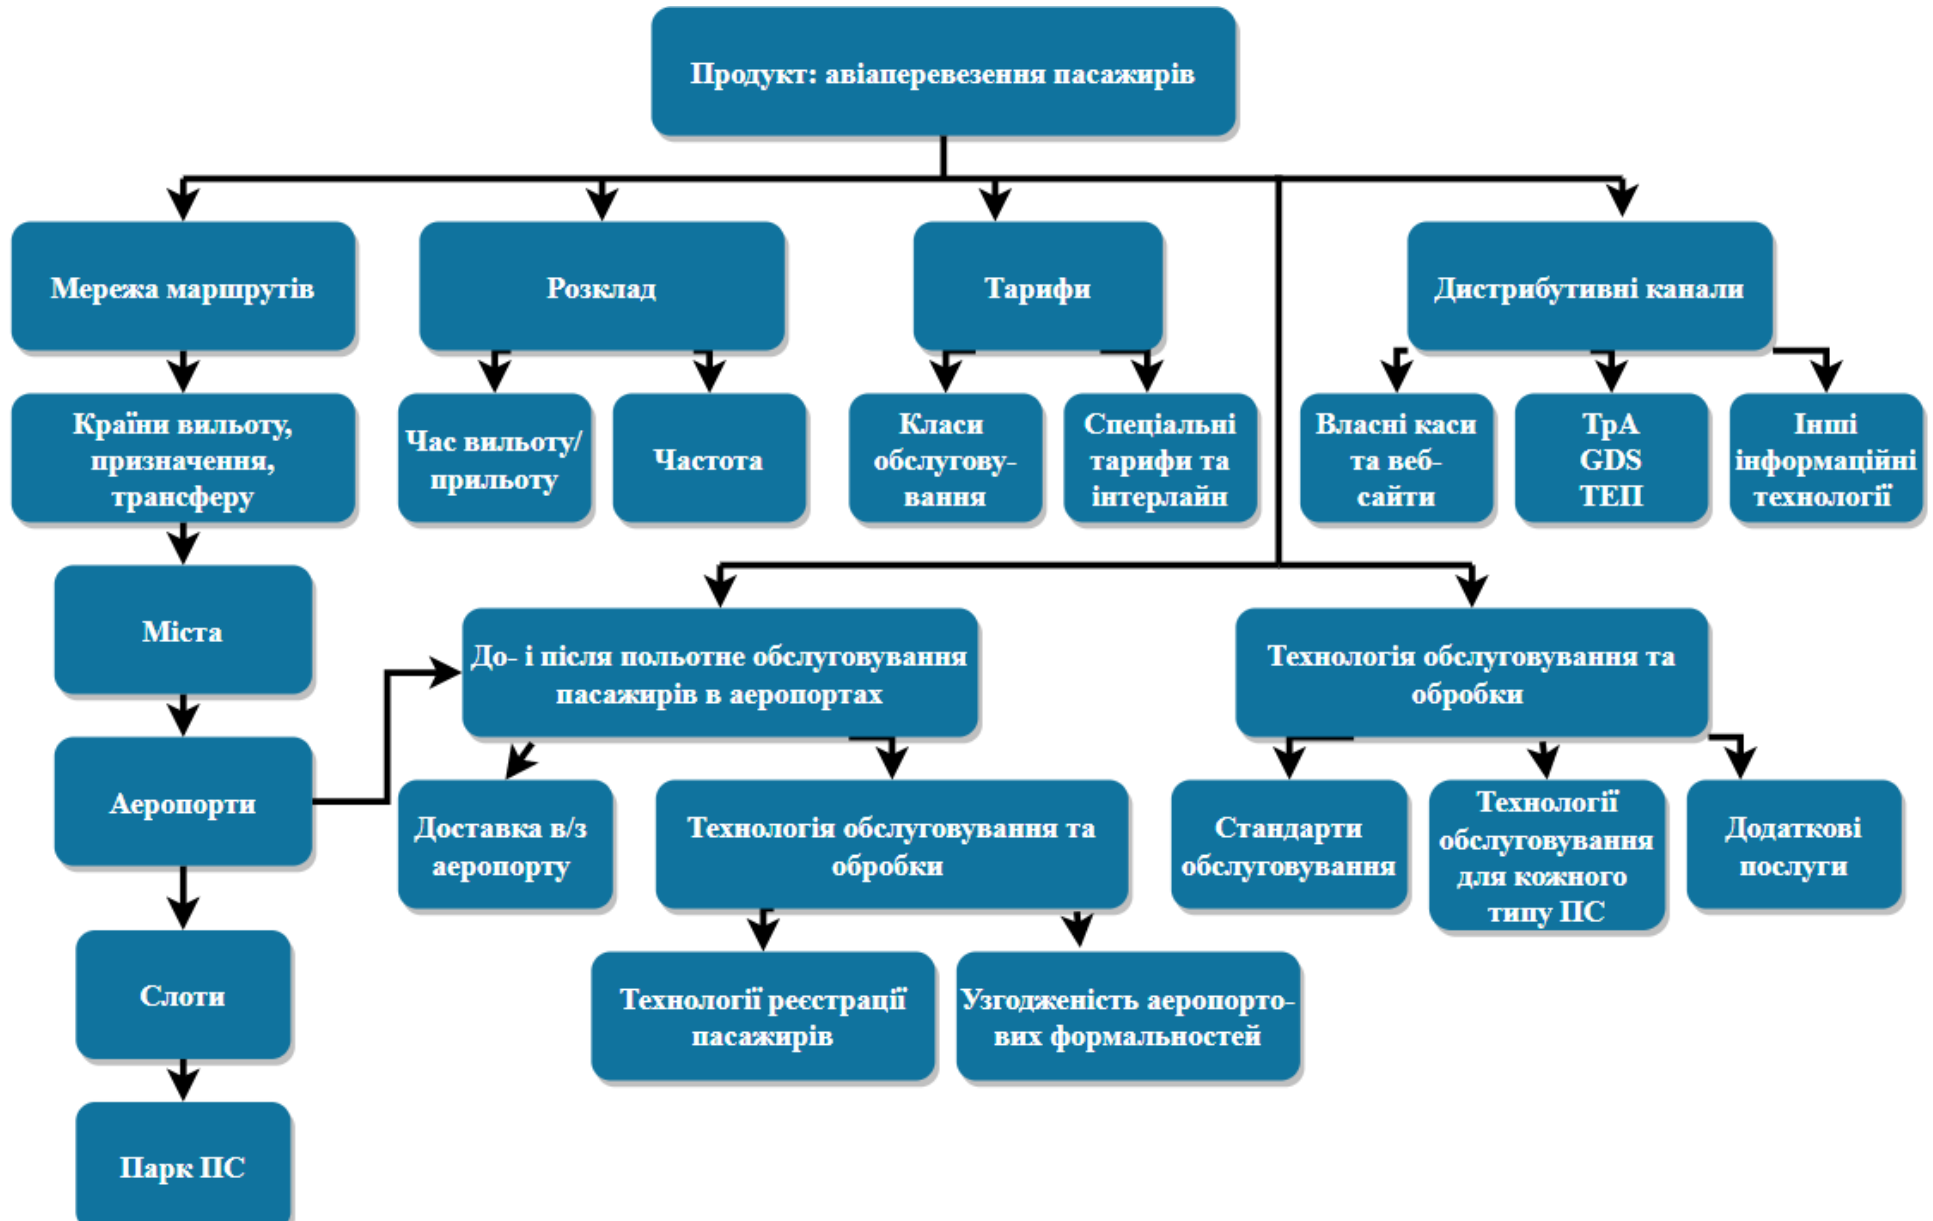 Продукт: авіаперевезення пасажирів
Мережа маршрутів
Розклад
Тарифи
Дистрибутивні канали
Країни вильоту,
призначення,
трансферу
Час вильоту/
прильоту
Частота
Класи
обслугову-
вання
Спеціальні
тарифи та
інтерлайн
Власні каси
та веб-
сайти
ТрА
GDS
ТЕП
Інші
інформаційні
технології
Міста
До- і після польотне обслуговування
пасажирів в аеропортах
Технологія обслуговування та
обробки
Аеропорти
Доставка в/з
аеропорту
Технологія обслуговування та
обробки
Стандарти
обслуговування
Технології
обслуговування
для кожного
типу ПС
Додаткові
послуги
Слоти
Технології реєстрації
пасажирів
Узгодженість аеропорто-
вих формальностей
Парк ПС